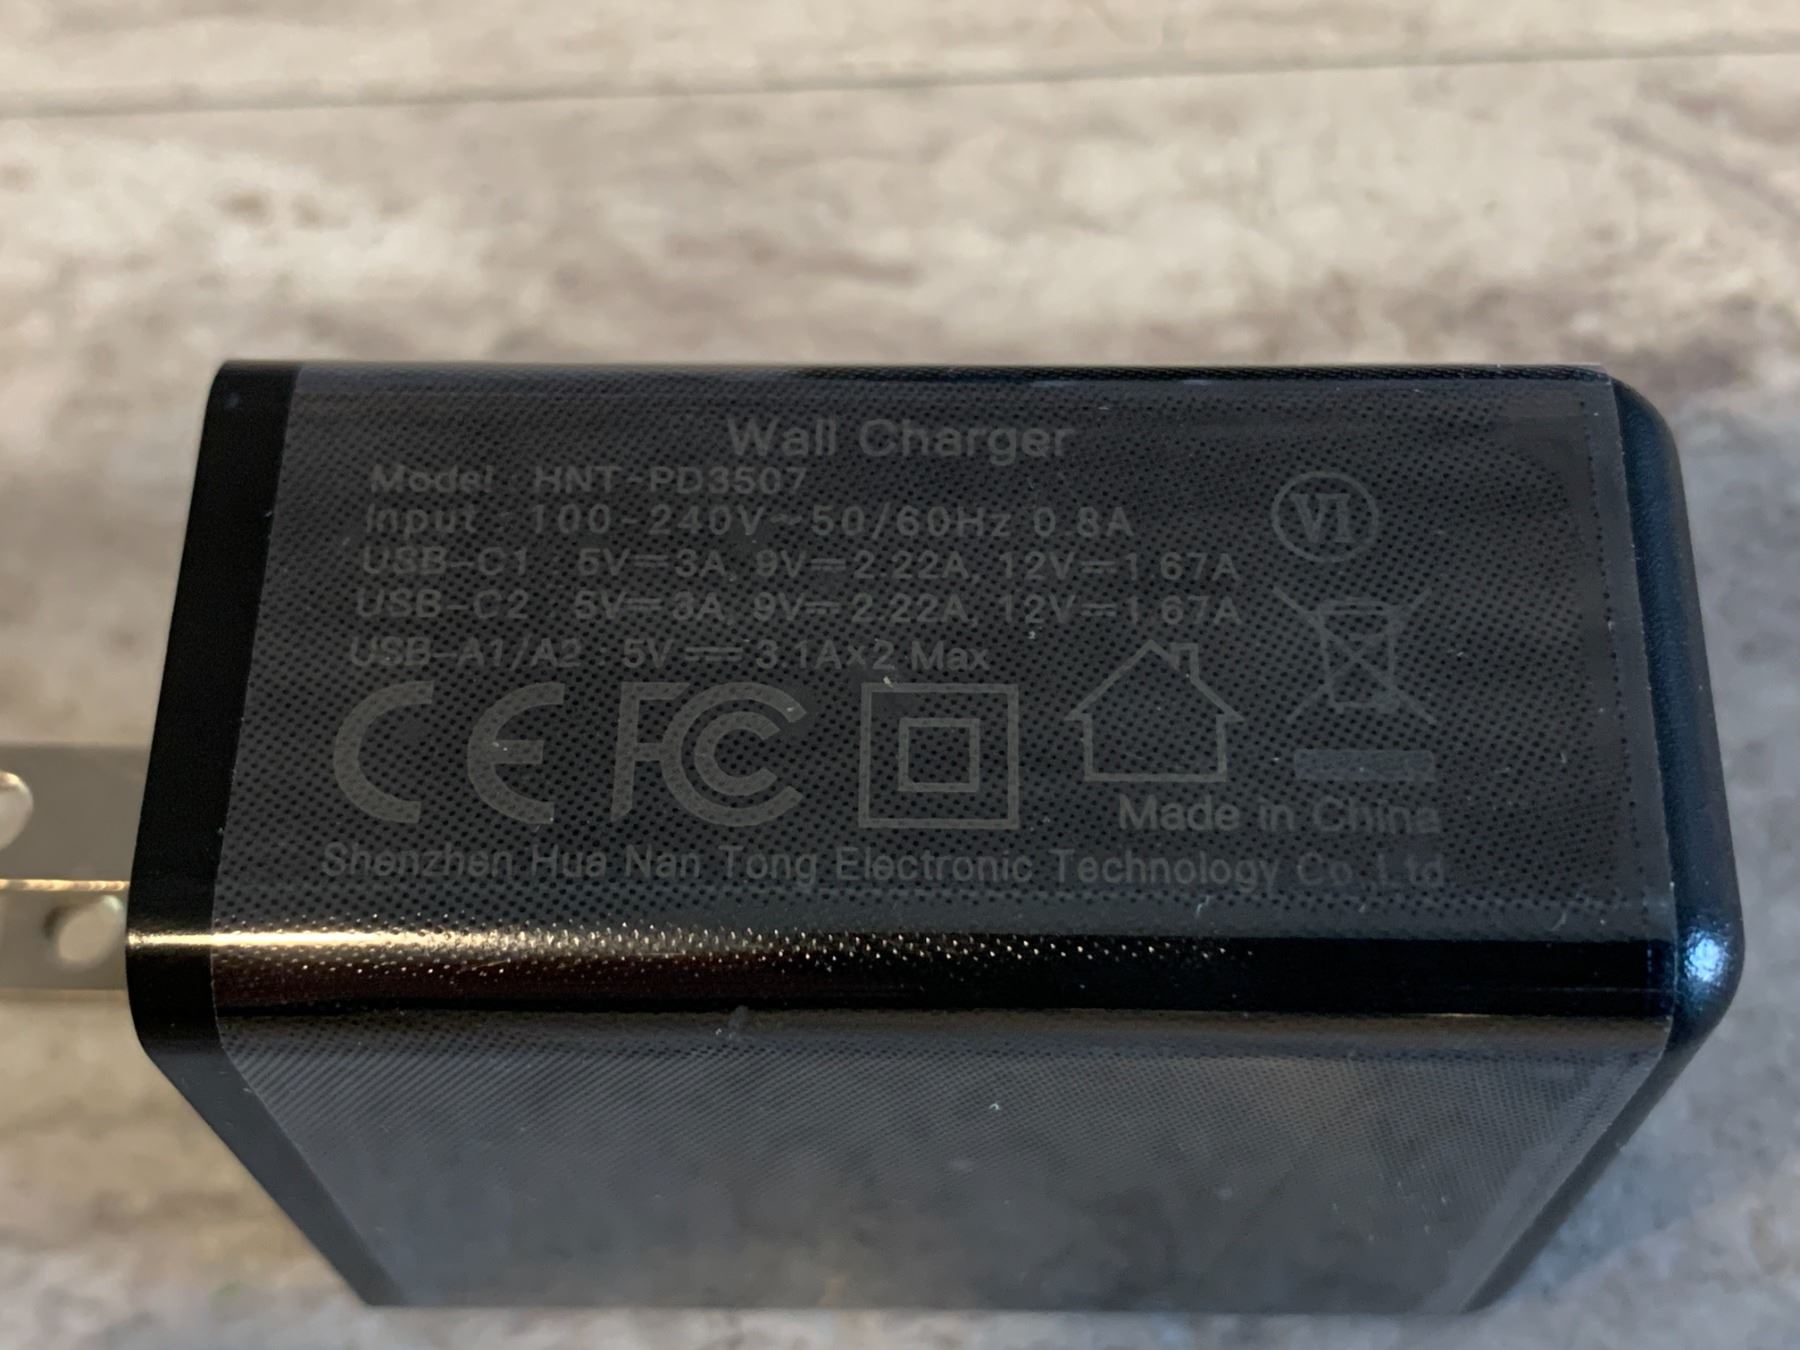 Wall Charger
Model HNT-PD3507
Input : 100-240V~50/60Hz 0.8A
VI
USB-C1 : 5V⎓3A, 9V⎓2.22A, 12V⎓1.67A
USB-C2 : 5V⎓3A, 9V⎓2.22A, 12V⎓1.67A
USB-A1/A2 : 5V⎓3.1A×2 Max
CE FC
Made in China
Shenzhen Hua Nan Tong Electronic Technology Co.,Ltd